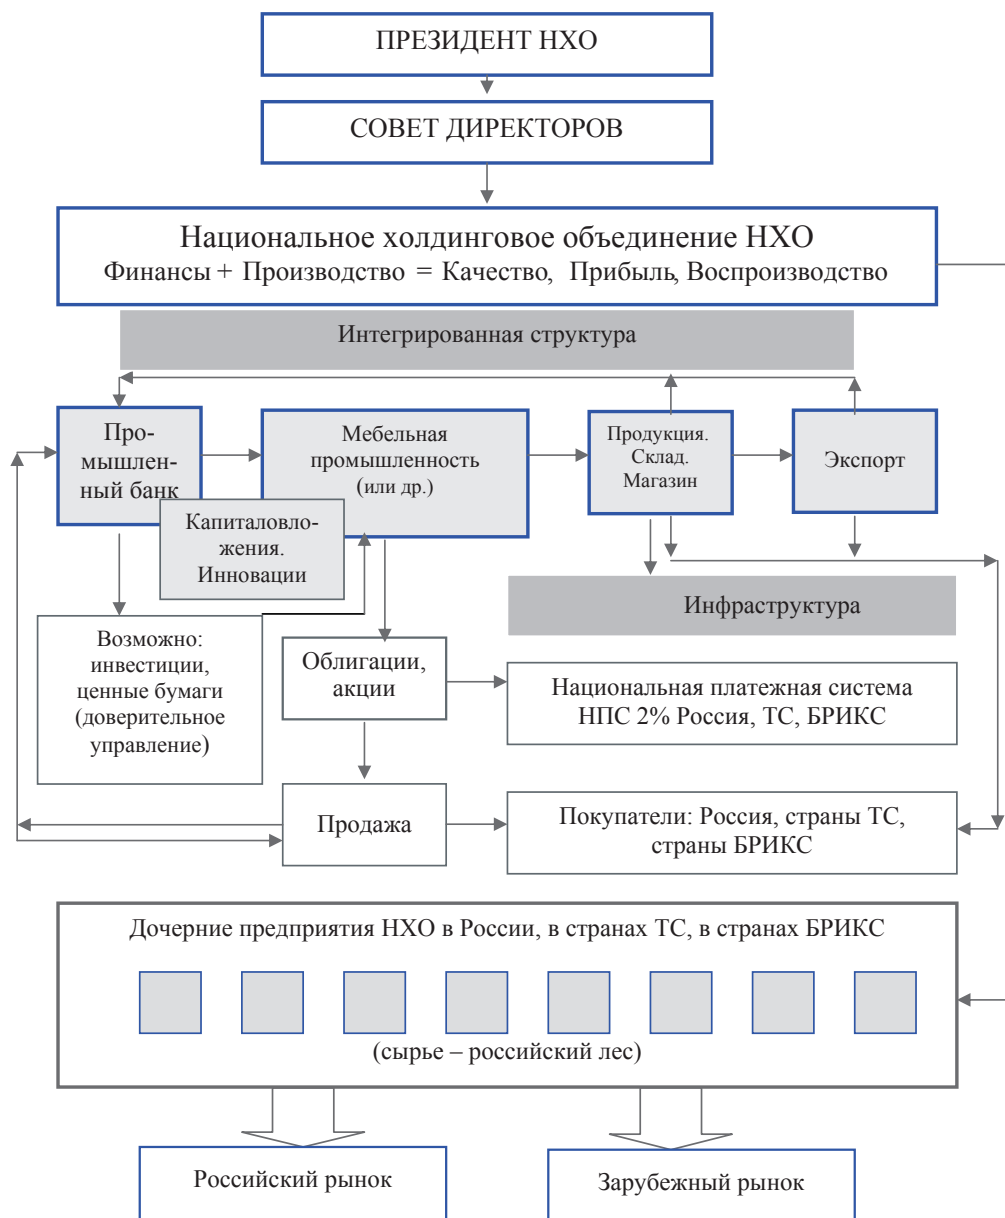 ПРЕЗИДЕНТ НХО
СОВЕТ ДИРЕКТОРОВ
Национальное холдинговое объединение НХО
Финансы + Производство = Качество, Прибыль, Воспроизводство
Интегрированная структура
Про-
мышлен-
ный банк
Мебельная
промышленность
(или др.)
Продукция.
Склад.
Магазин
Экспорт
Капиталовло-
жения.
Инновации
Инфраструктура
Возможно:
инвестиции,
ценные бумаги
(доверительное
управление)
Облигации,
акции
Национальная платежная система
НПС 2% Россия, ТС, БРИКС
Продажа
Покупатели: Россия, страны ТС,
страны БРИКС
Дочерние предприятия НХО в России, в странах ТС, в странах БРИКС
(сырье – российский лес)
Российский рынок
Зарубежный рынок